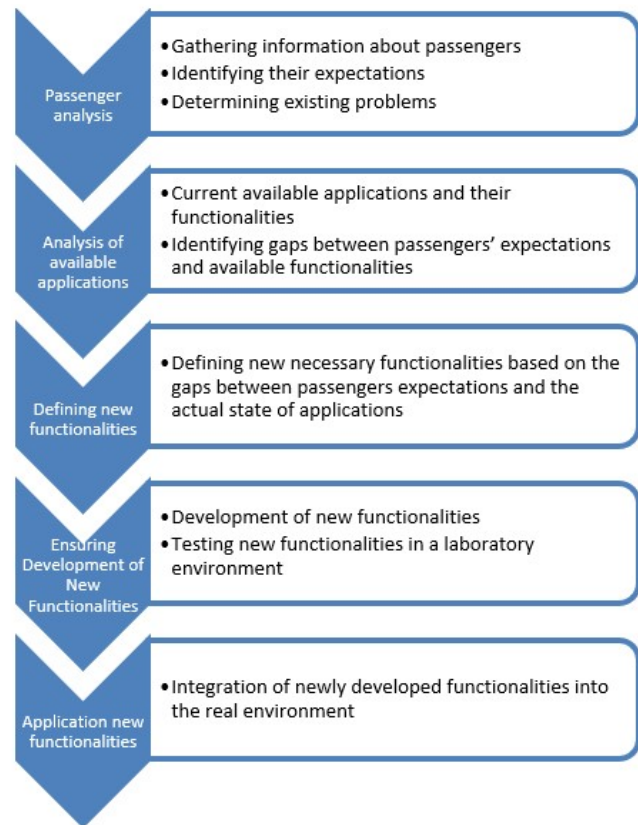 Passenger
analysis
•Gathering information about passengers
•Identifying their expectations
•Determining existing problems
Analysis of
available
applications
•Current available applications and their
functionalities
•Identifying gaps between passengers’ expectations
and available functionalities
Defining new
functionalities
•Defining new necessary functionalities based on the
gaps between passengers expectations and the
actual state of applications
Ensuring
Development of
New
Functionalities
•Development of new functionalities
•Testing new functionalities in a laboratory
environment
Application new
functionalities
•Integration of newly developed functionalities into
the real environment